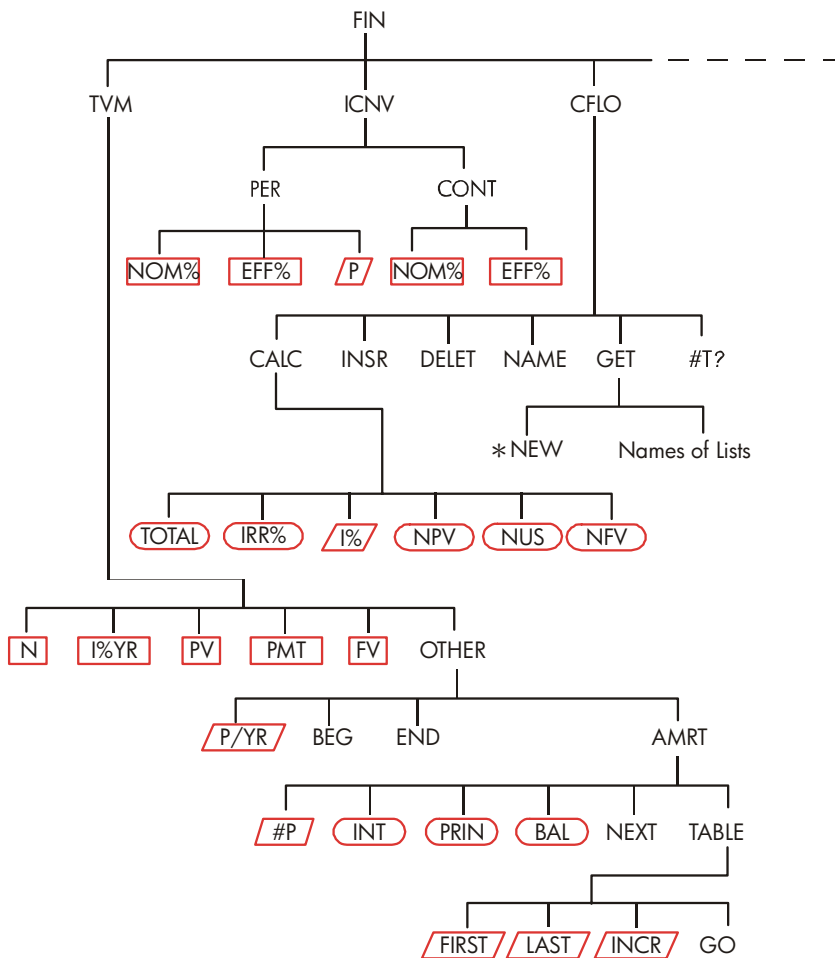 FIN
TVM ICNV CFLO
PER CONT
NOM% EFF% P NOM% EFF%
CALC INSR DELET NAME GET #T?
*NEW Names of Lists
TOTAL IRR% I% NPV NUS NFV
N I%YR PV PMT FV OTHER
P/YR BEG END AMRT
#P INT PRIN BAL NEXT TABLE
FIRST LAST INCR GO